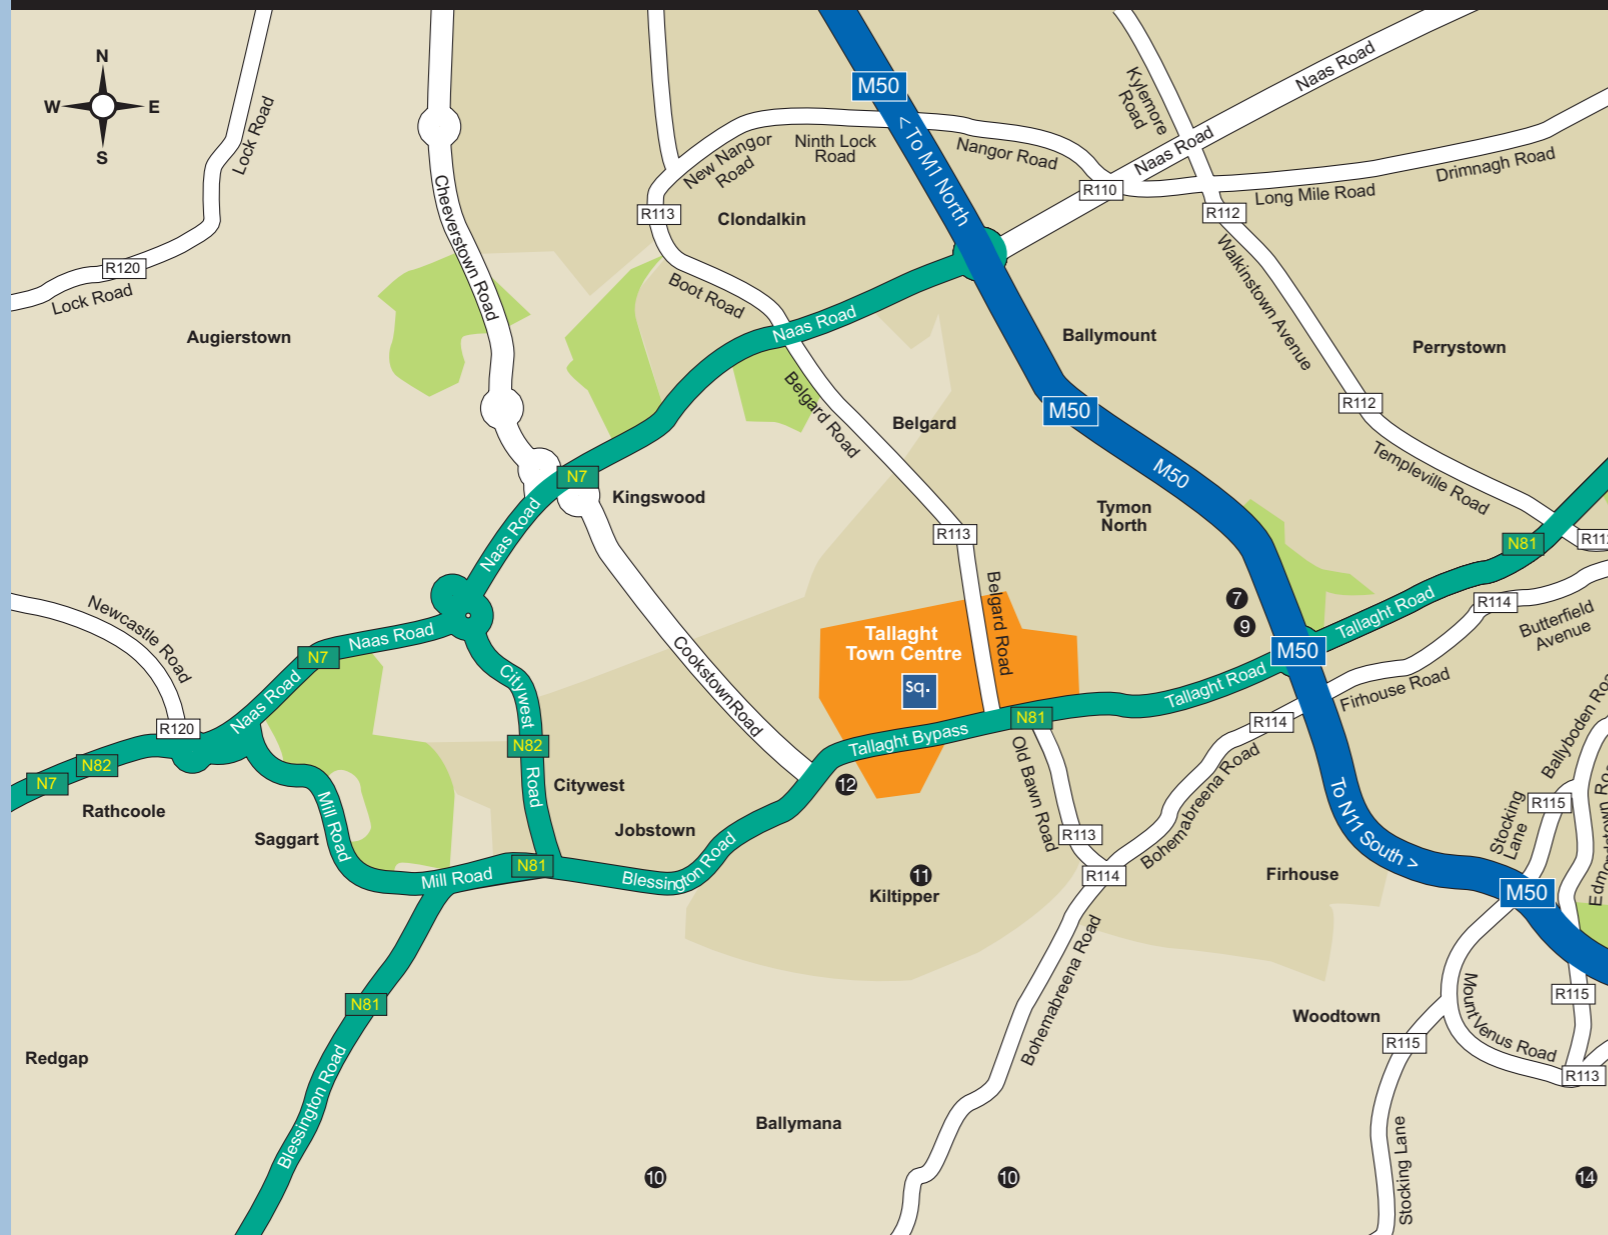 N
W
E
S
M50
Kylemore
Road
Naas Road
Lock Road
< To M1 North
Ninth Lock
Road
Nangor Road
Naas Road
New Nangor
Road
Drimnagh Road
R110
Long Mile Road
R113
Clondalkin
R112
Cheeverstown Road
R120
Lock Road
Boot Road
Walkinstown Avenue
Naas Road
Augierstown
Ballymount
Perrystown
Belgard Road
M50
R112
Belgard
M50
Templeville Road
N7
Kingswood
Tymon
North
Naas Road
R113
N81
Belgard Road
7
9
Tallaght Road
R114
Butterfield
Avenue
Newcastle Road
Naas Road
N7
Tallaght
Town Centre
sq.
CookstownRoad
M50
Citywest
Road
Tallaght Road
Firhouse Road
Naas Road
R120
N81
R114
Tallaght Bypass
N82
N82
N7
Old Bawn Road
Bohemabreena Road
Ballyboden
12
Citywest
Rathcoole
Mill Road
Saggart
Jobstown
R113
To N11 South >
Stocking
Lane
R115
Mill Road
N81
Blessington Road
11
Kiltipper
R114
Firhouse
M50
Bohemabreena Road
N81
R115
Woodtown
Mount Venus Road
R115
R113
Redgap
Blessington Road
Ballymana
Stocking Lane
10
10
14